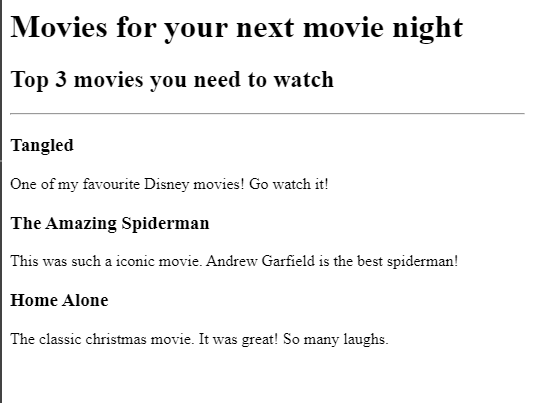 Movies for your next movie night
Top 3 movies you need to watch
Tangled
One of my favourite Disney movies! Go watch it!
The Amazing Spiderman
This was such a iconic movie. Andrew Garfield is the best spiderman!
Home Alone
The classic christmas movie. It was great! So many laughs.